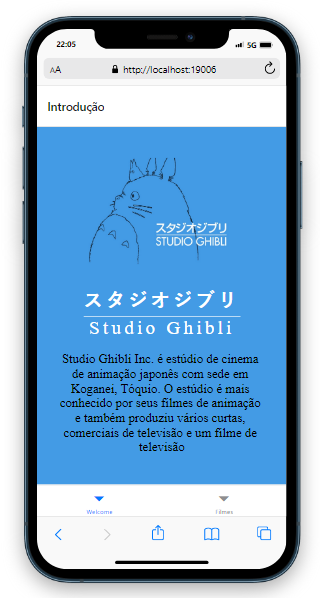 22:05
5G
AA
http://localhost:19006
Introdução
スタジオジブリ
STUDIO GHIBLI
スタジオジブリ
Studio Ghibli
Studio Ghibli Inc. é estúdio de cinema
de animação japonês com sede em
Koganei, Tóquio. O estúdio é mais
conhecido por seus filmes de animação
e também produziu vários curtas,
comerciais de televisão e um filme de
televisão
Welcome
Filmes